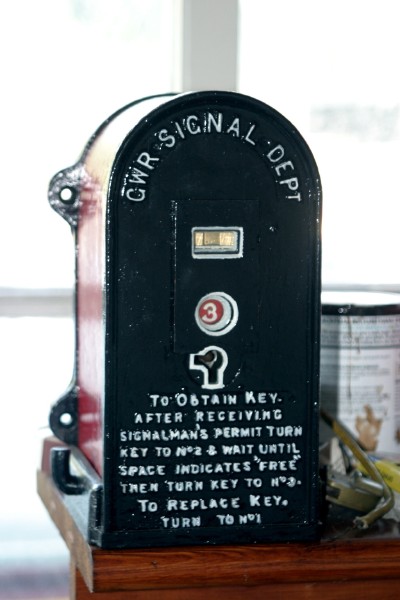 GWR·SIGNAL·DEPT
3
TO OBTAIN KEY.
AFTER RECEIVING
SIGNALMAN'S PERMIT TURN
KEY TO Nº2 & WAIT UNTIL
SPACE INDICATES "FREE"
THEN TURN KEY TO Nº3.
TO REPLACE KEY.
TURN TO Nº1